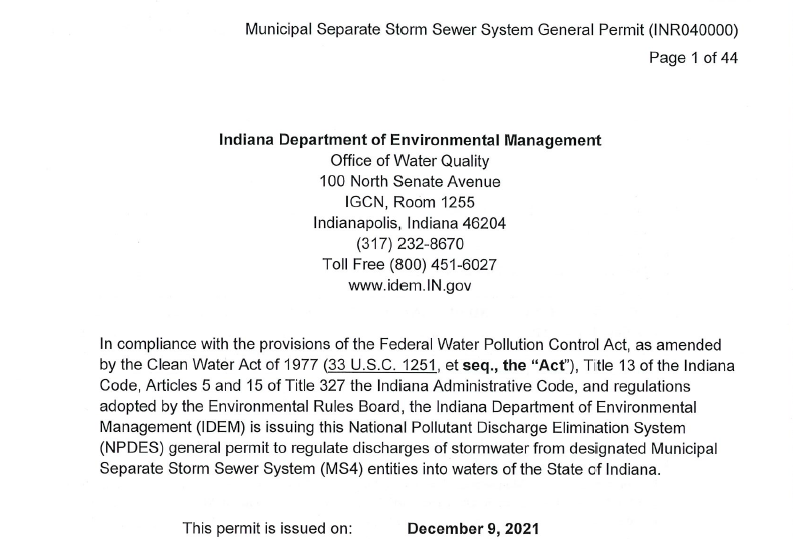 Municipal Separate Storm Sewer System General Permit (INR040000)
Page 1 of 44
Indiana Department of Environmental Management
Office of Water Quality
100 North Senate Avenue
IGCN, Room 1255
Indianapolis, Indiana 46204
(317) 232-8670
Toll Free (800) 451-6027
www.idem.IN.gov
In compliance with the provisions of the Federal Water Pollution Control Act, as amended
by the Clean Water Act of 1977 (33 U.S.C. 1251, et seq., the “Act”), Title 13 of the Indiana
Code, Articles 5 and 15 of Title 327 the Indiana Administrative Code, and regulations
adopted by the Environmental Rules Board, the Indiana Department of Environmental
Management (IDEM) is issuing this National Pollutant Discharge Elimination System
(NPDES) general permit to regulate discharges of stormwater from designated Municipal
Separate Storm Sewer System (MS4) entities into waters of the State of Indiana.
This permit is issued on: December 9, 2021